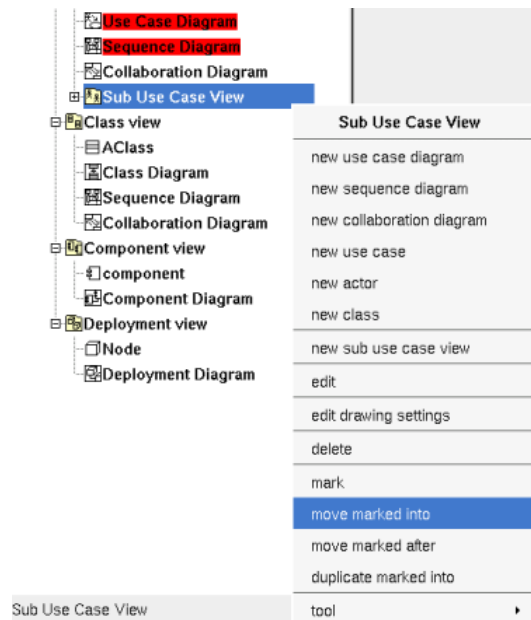 Use Case Diagram
Sequence Diagram
Collaboration Diagram
Sub Use Case View
Class view
AClass
Class Diagram
Sequence Diagram
Collaboration Diagram
Component view
component
Component Diagram
Deployment view
Node
Deployment Diagram
Sub Use Case View
new use case diagram
new sequence diagram
new collaboration diagram
new use case
new actor
new class
new sub use case view
edit
edit drawing settings
delete
mark
move marked into
move marked after
duplicate marked into
tool
Sub Use Case View